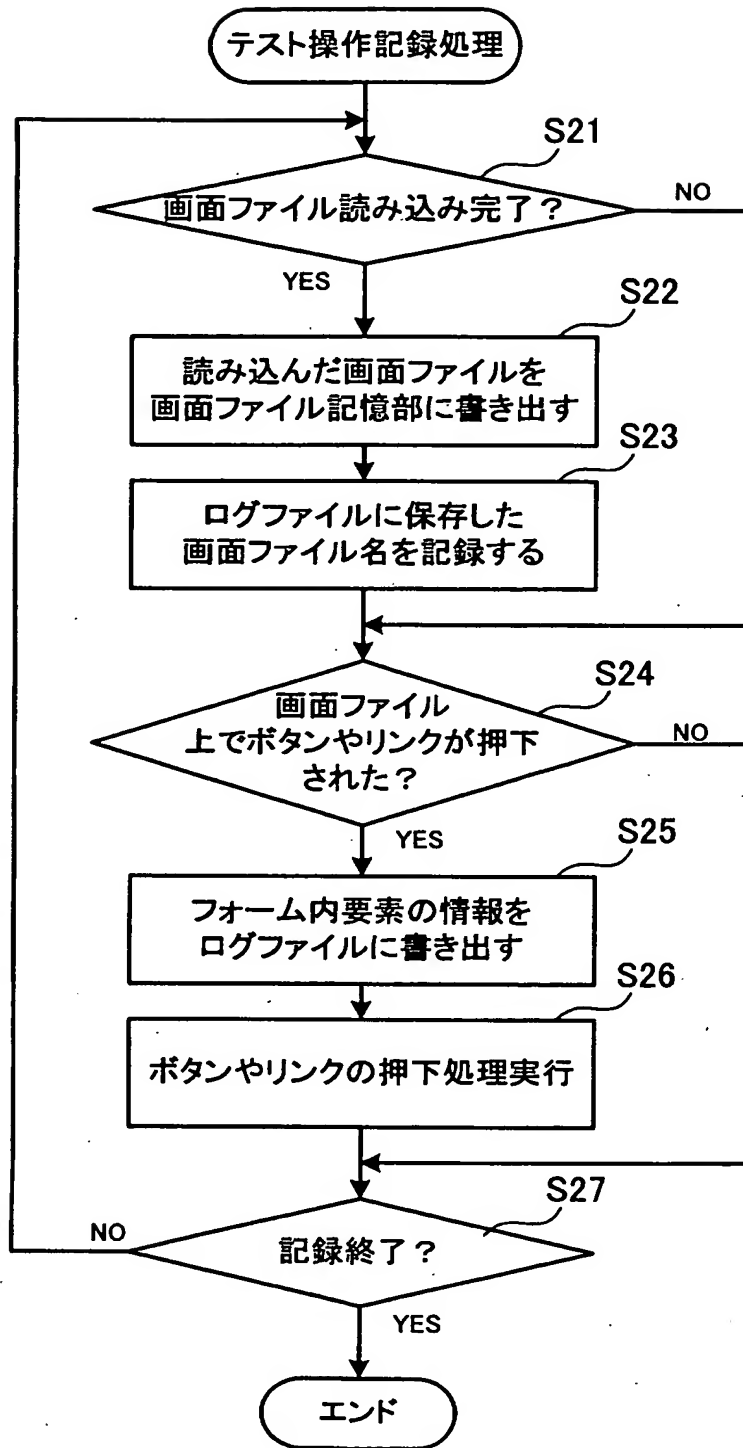 テスト操作記録処理
S21
画面ファイル読み込み完了？
NO
YES
S22
読み込んだ画面ファイルを
画面ファイル記憶部に書き出す
S23
ログファイルに保存した
画面ファイル名を記録する
S24
画面ファイル
上でボタンやリンクが押下
された？
NO
YES
S25
フォーム内要素の情報を
ログファイルに書き出す
S26
ボタンやリンクの押下処理実行
S27
NO
記録終了？
YES
エンド